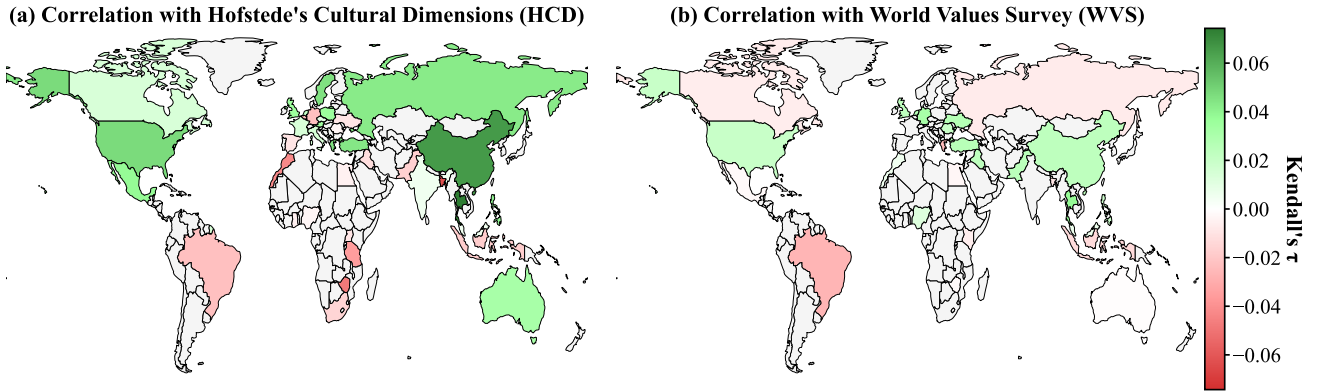 (a) Correlation with Hofstede's Cultural Dimensions (HCD)
(b) Correlation with World Values Survey (WVS)
0.06
0.04
0.02
0.00
−0.02
−0.04
−0.06
Kendall's τ